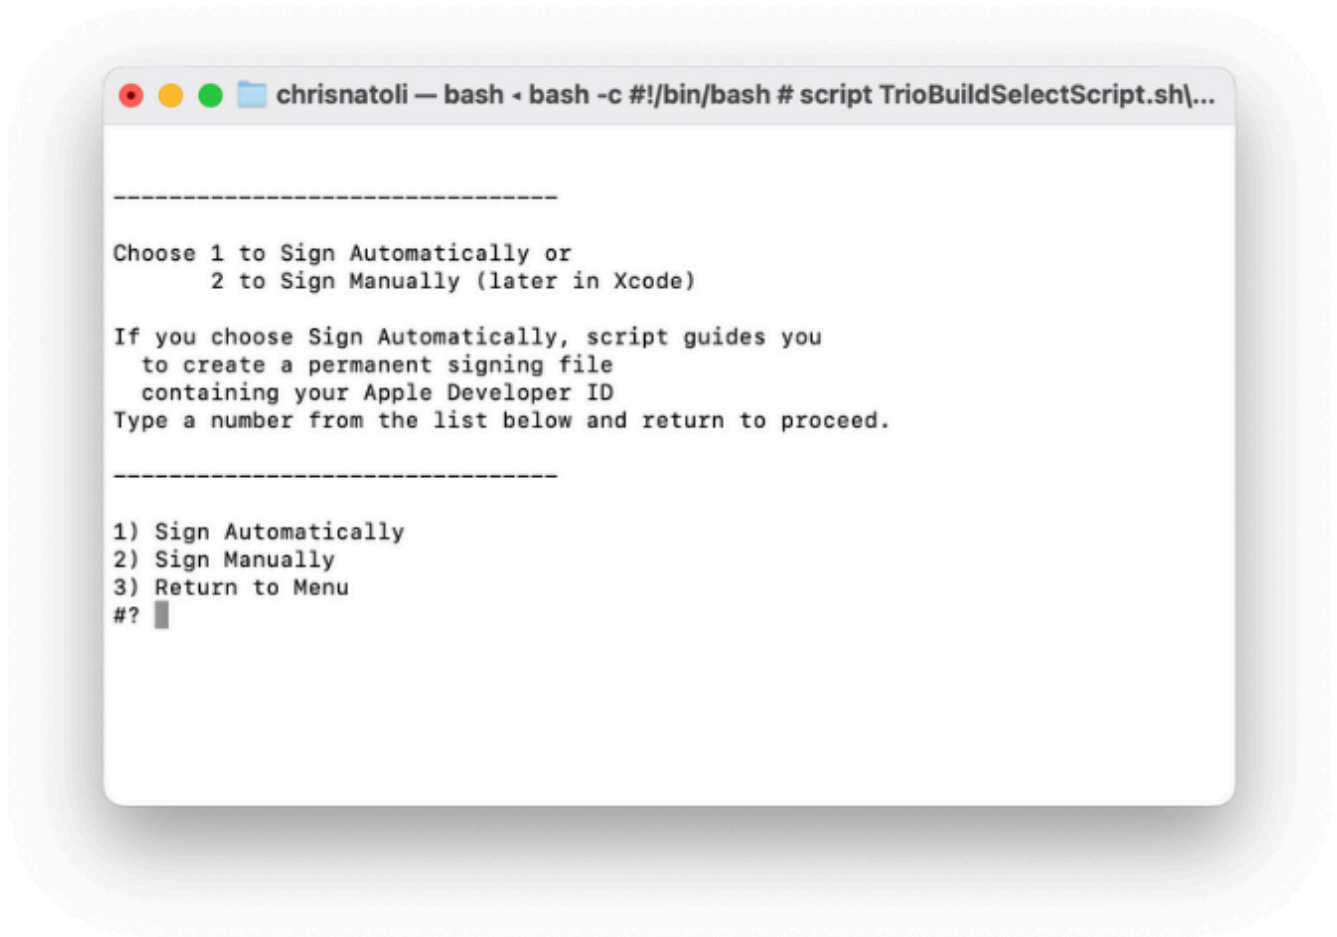 chrisnatoli — bash ◂ bash -c #!/bin/bash # script TrioBuildSelectScript.sh\...
--------------------------------
Choose 1 to Sign Automatically or
       2 to Sign Manually (later in Xcode)
If you choose Sign Automatically, script guides you
  to create a permanent signing file
  containing your Apple Developer ID
Type a number from the list below and return to proceed.
--------------------------------
1) Sign Automatically
2) Sign Manually
3) Return to Menu
#?